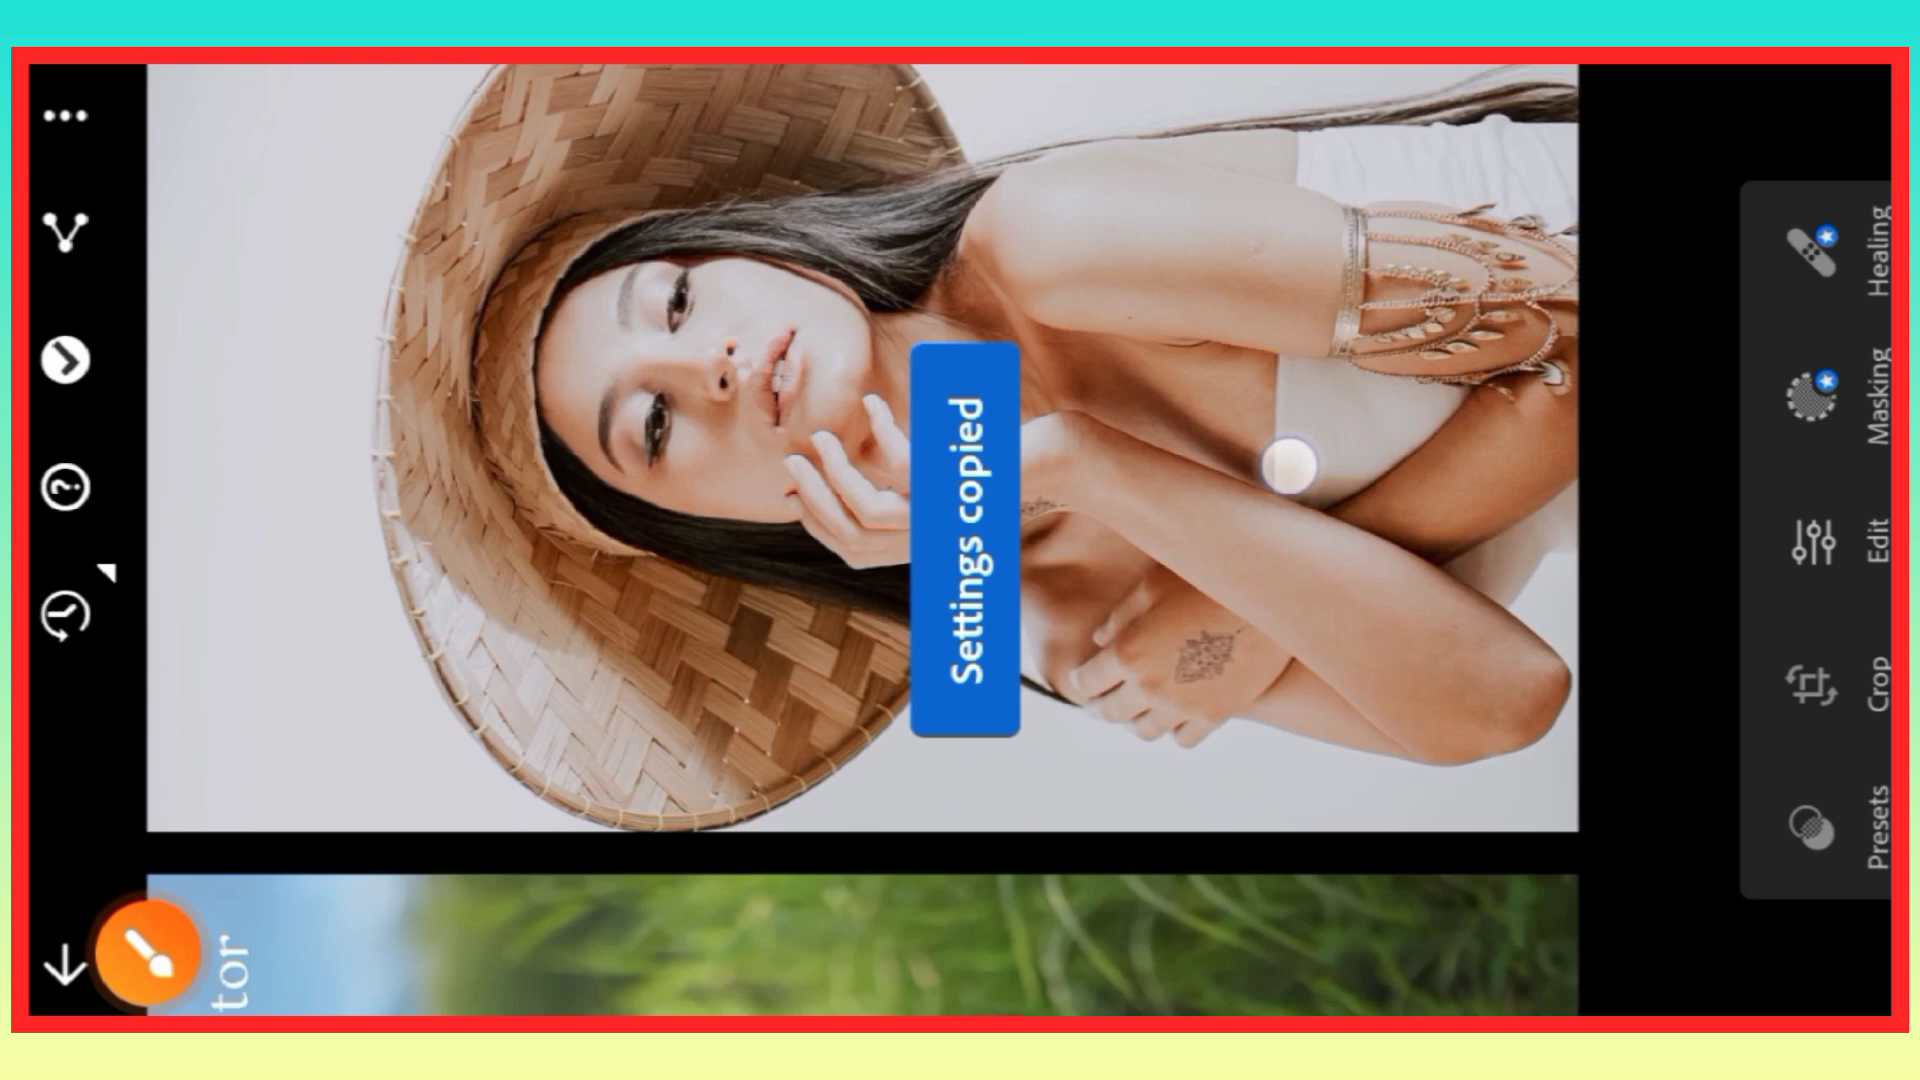 tor
Settings copied
Presets
Crop
Edit
Masking
Healing